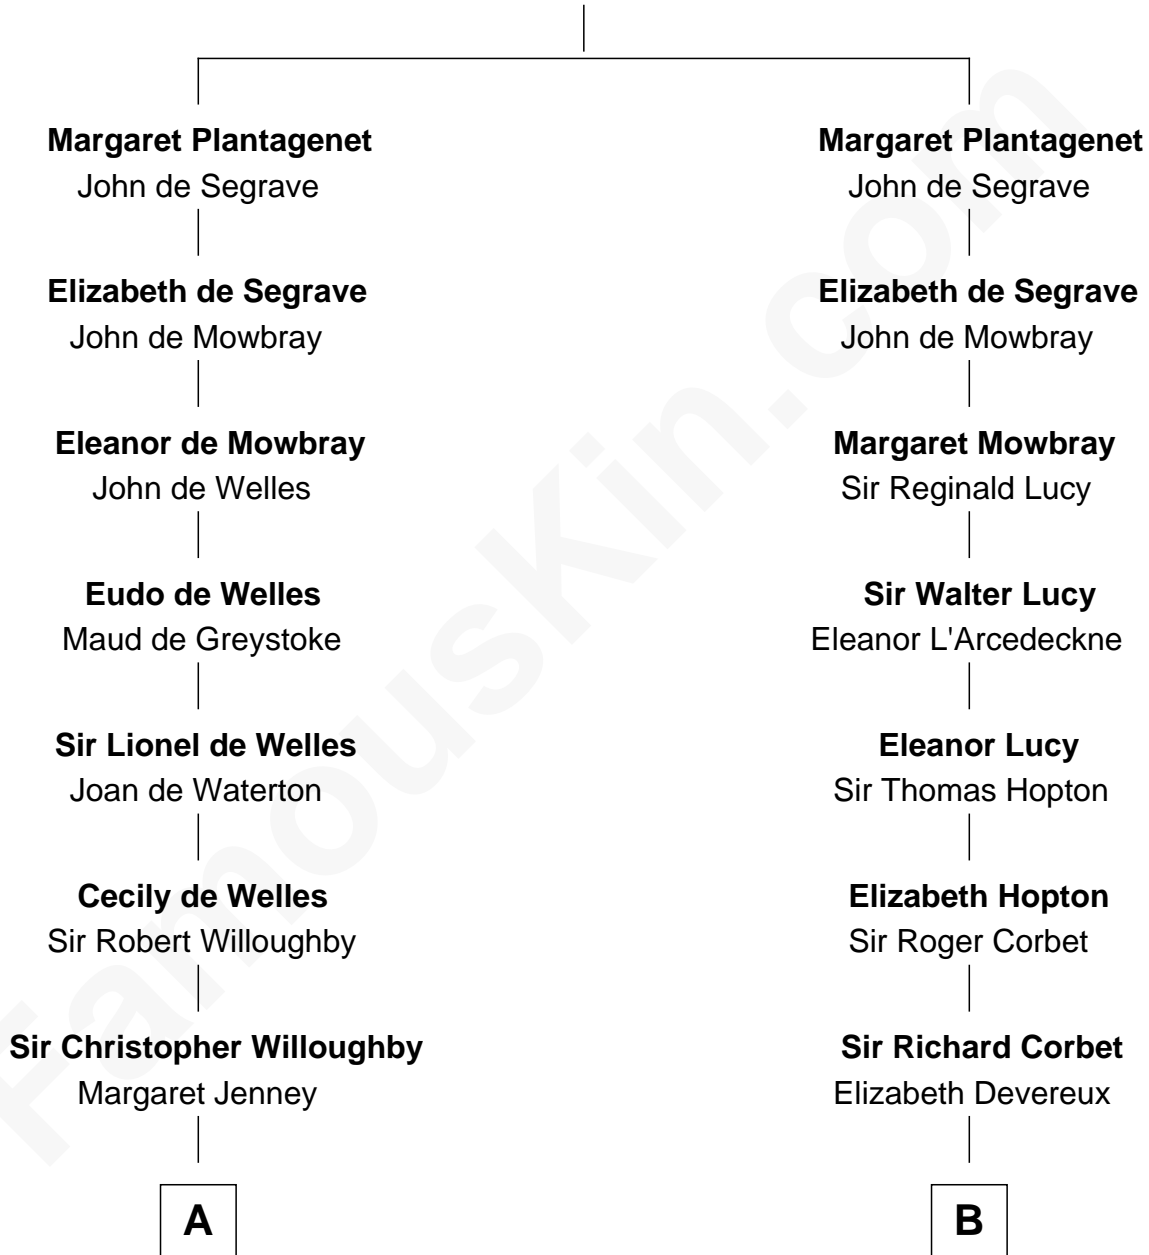 Margaret Plantagenet
John de Segrave
Elizabeth de Segrave
John de Mowbray
Eleanor de Mowbray
John de Welles
Eudo de Welles
Maud de Greystoke
Sir Lionel de Welles
Joan de Waterton
Cecily de Welles
Sir Robert Willoughby
Sir Christopher Willoughby
Margaret Jenney
A
Margaret Plantagenet
John de Segrave
Elizabeth de Segrave
John de Mowbray
Margaret Mowbray
Sir Reginald Lucy
Sir Walter Lucy
Eleanor L'Arcedeckne
Eleanor Lucy
Sir Thomas Hopton
Elizabeth Hopton
Sir Roger Corbet
Sir Richard Corbet
Elizabeth Devereux
B
FamousKin.com